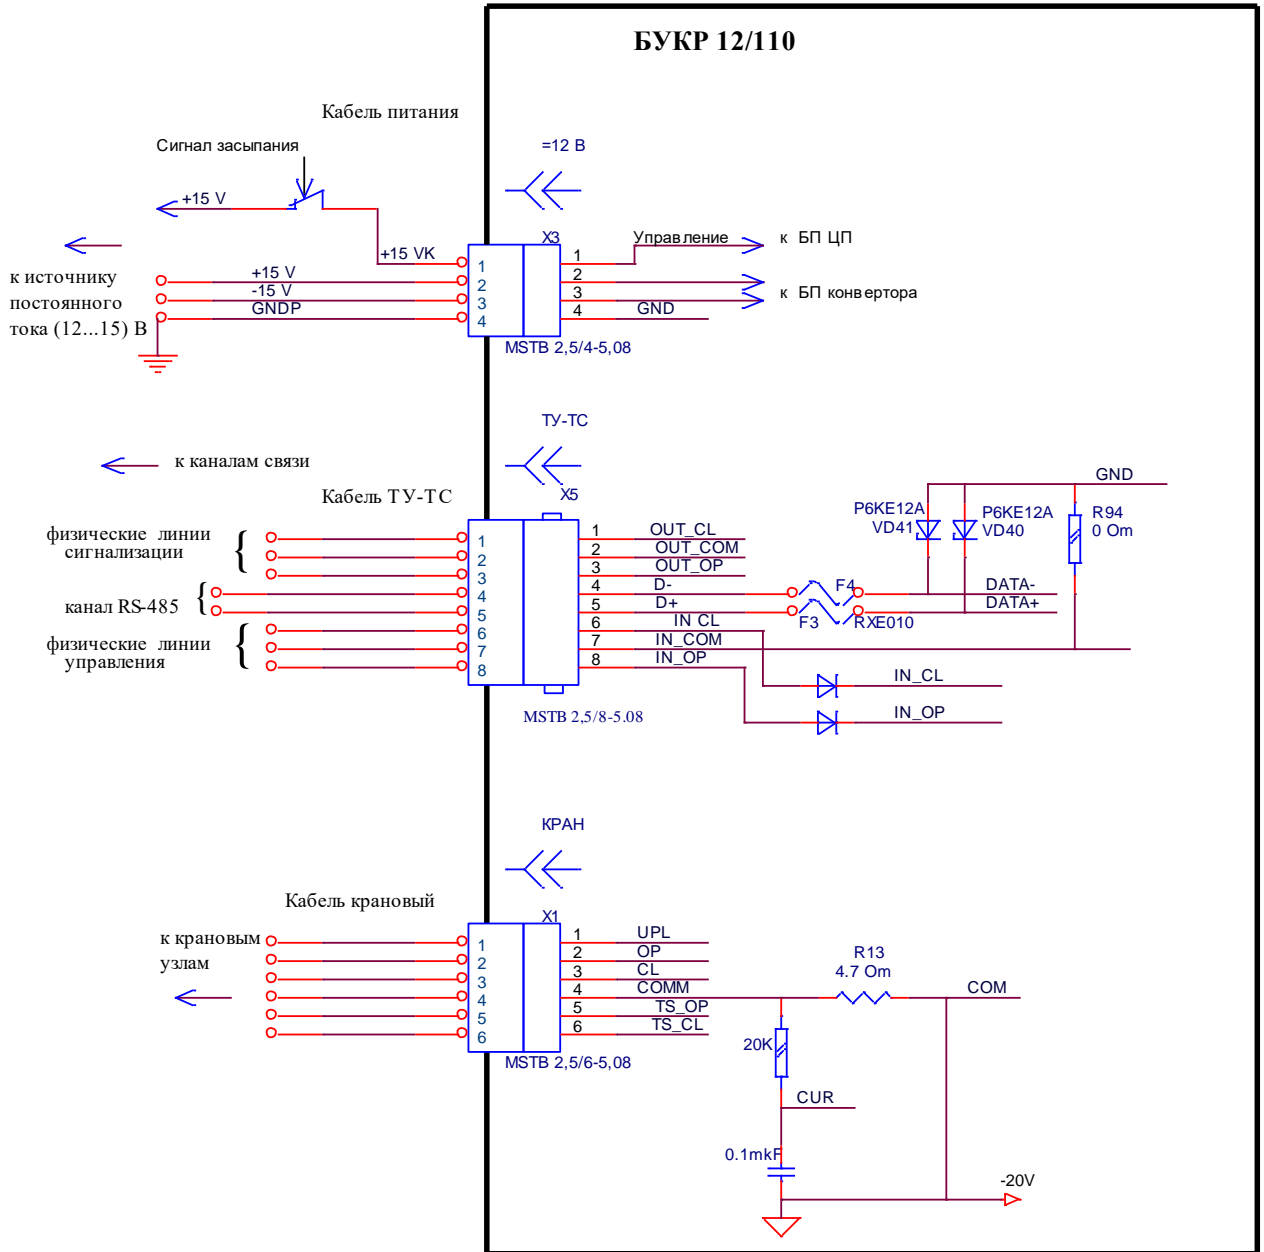 БУКР 12/110
Кабель питания
Сигнал засыпания
=12 В
+15 V
X3
Управление
к БП ЦП
+15 VK
1
1
к источнику
постоянного
тока (12...15) В
+15 V
2
2
-15 V
3
3
к БП конвертора
GNDP
4
4
GND
MSTB 2,5/4-5,08
ТУ-ТС
к каналам связи
Кабель ТУ-ТС
X5
GND
P6KE12A
VD41
P6KE12A
VD40
R94
0 Om
физические линии
сигнализации
1
1
OUT_CL
2
2
OUT_COM
3
3
OUT_OP
канал RS-485
4
4
D-
F4
DATA-
5
5
D+
F3
RXE010
DATA+
физические линии
управления
6
6
IN CL
7
7
IN_COM
8
8
IN_OP
IN_CL
IN_OP
MSTB 2,5/8-5.08
КРАН
Кабель крановый
X1
к крановым
узлам
1
1
UPL
2
2
OP
3
3
CL
4
4
COMM
5
5
TS_OP
6
6
TS_CL
R13
4.7 Om
COM
MSTB 2,5/6-5,08
20K
CUR
0.1mkF
-20V